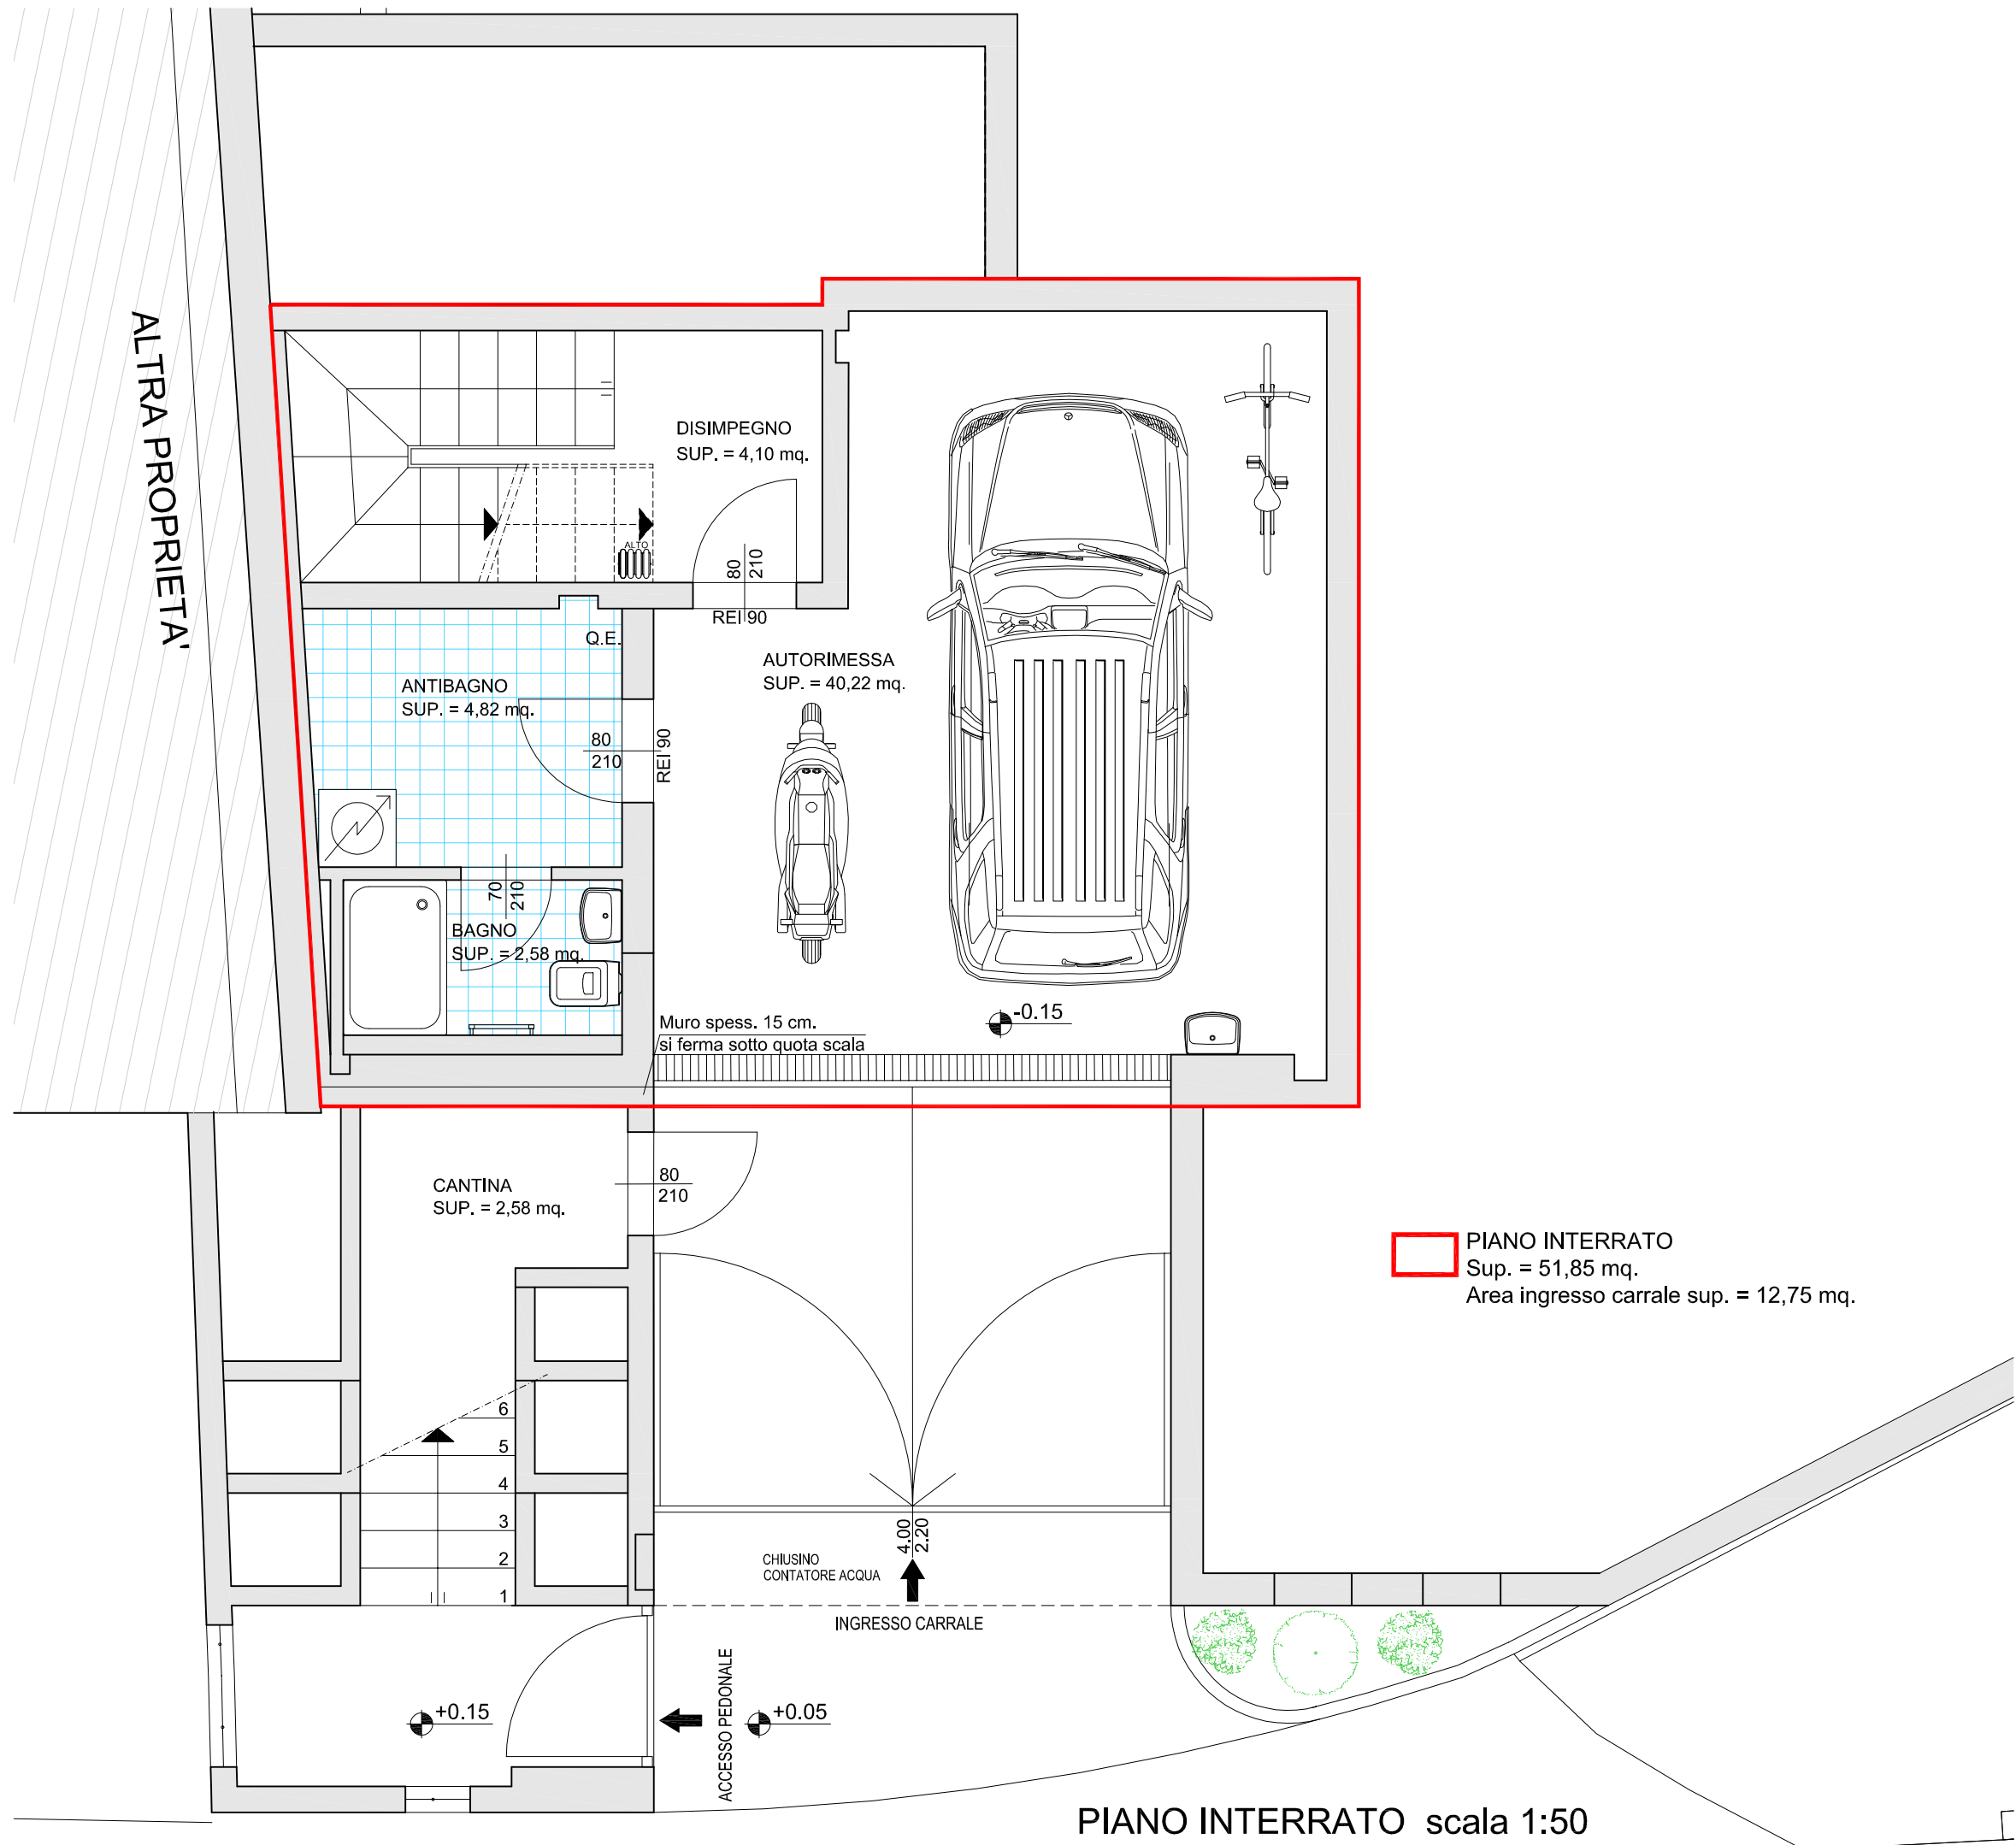 ALTRA PROPRIETA'
DISIMPEGNO
SUP. = 4,10 mq.
ALTO
80
210
REI 90
Q.E.
ANTIBAGNO
SUP. = 4,82 mq.
80
210
REI 90
AUTORIMESSA
SUP. = 40,22 mq.
70
210
BAGNO
SUP. = 2,58 mq.
Muro spess. 15 cm.
si ferma sotto quota scala
-0.15
CANTINA
SUP. = 2,58 mq.
80
210
PIANO INTERRATO
Sup. = 51,85 mq.
Area ingresso carrale sup. = 12,75 mq.
6
5
4
3
2
1
4.00
2.20
CHIUSINO
CONTATORE ACQUA
INGRESSO CARRALE
ACCESSO PEDONALE
+0.15
+0.05
PIANO INTERRATO scala 1:50